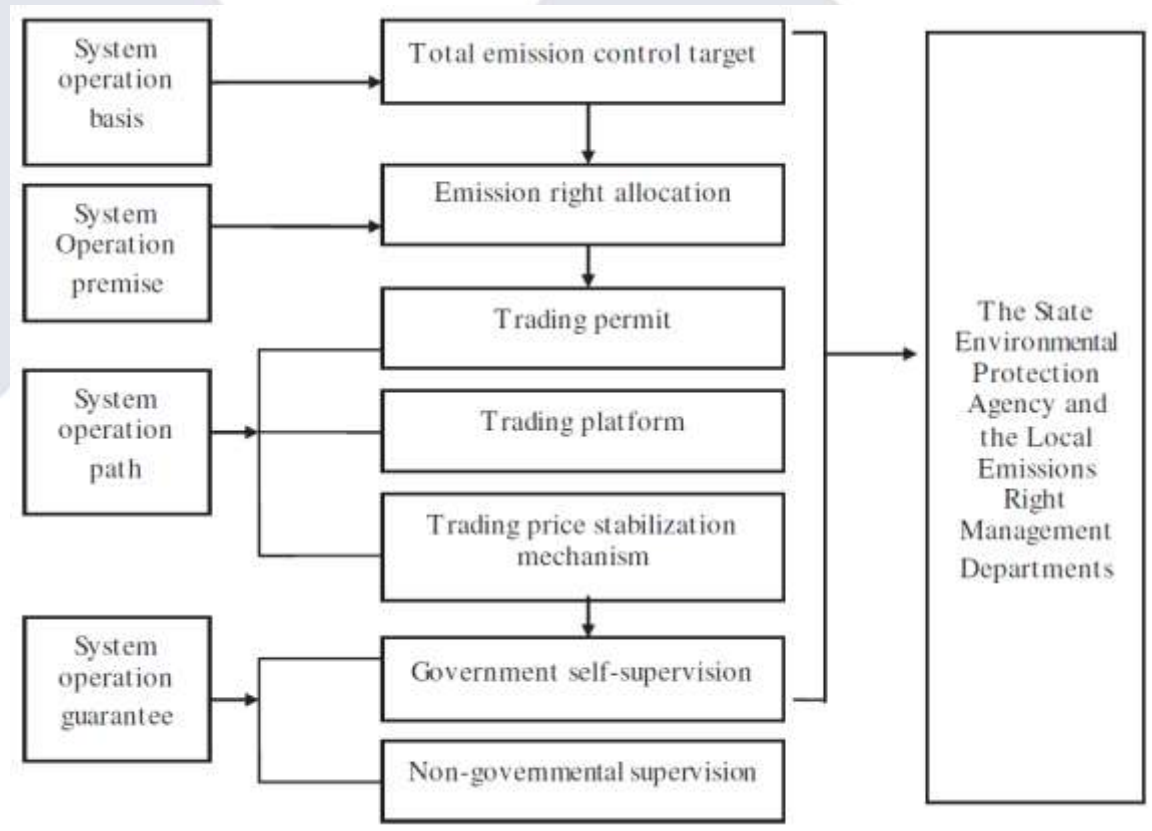 System
operation
basis
Total emission control target
System
Operation
premise
Emission right allocation
Trading permit
System
operation
path
Trading platform
Trading price stabilization
mechanism
System
operation
guarantee
Government self-supervision
Non-governmental supervision
The State
Environmental
Protection
Agency and
the Local
Emissions
Right
Management
Departments